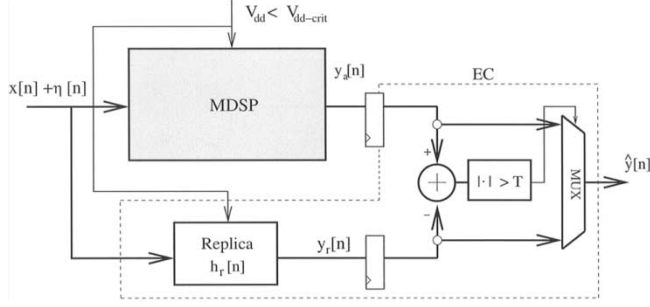 V_dd < V_dd-crit
y_a[n]
EC
x[n] +η [n]
MDSP
+
|·| > T
MUX
ŷ[n]
−
Replica
h_r[n]
y_r[n]